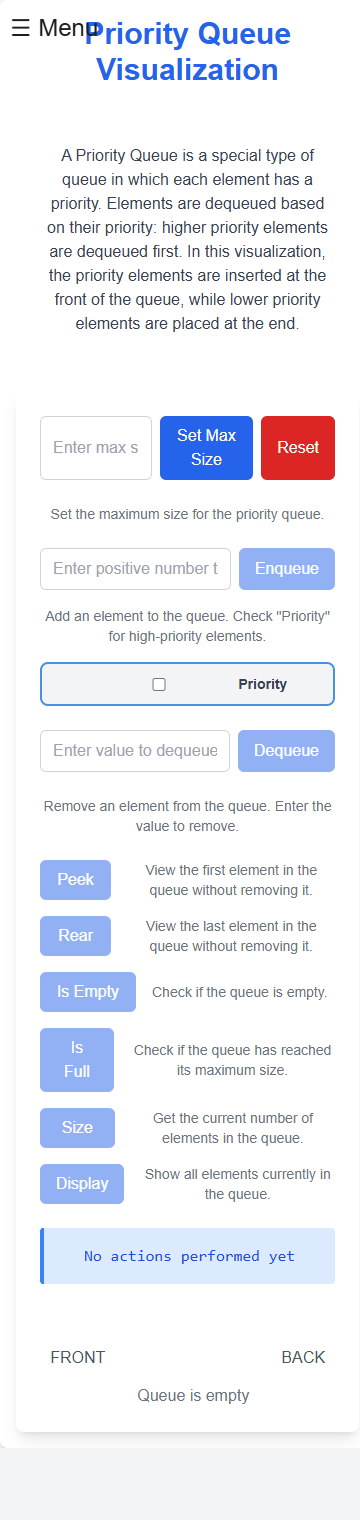 ☰ Menu
Priority Queue
Visualization
A Priority Queue is a special type of
queue in which each element has a
priority. Elements are dequeued based
on their priority: higher priority elements
are dequeued first. In this visualization,
the priority elements are inserted at the
front of the queue, while lower priority
elements are placed at the end.
Enter max s
Set Max
Size
Reset
Set the maximum size for the priority queue.
Enter positive number t
Enqueue
Add an element to the queue. Check "Priority"
for high-priority elements.
Priority
Enter value to dequeue
Dequeue
Remove an element from the queue. Enter the
value to remove.
Peek
View the first element in the
queue without removing it.
Rear
View the last element in the
queue without removing it.
Is Empty
Check if the queue is empty.
Is
Full
Check if the queue has reached
its maximum size.
Size
Get the current number of
elements in the queue.
Display
Show all elements currently in
the queue.
No actions performed yet
FRONT
BACK
Queue is empty